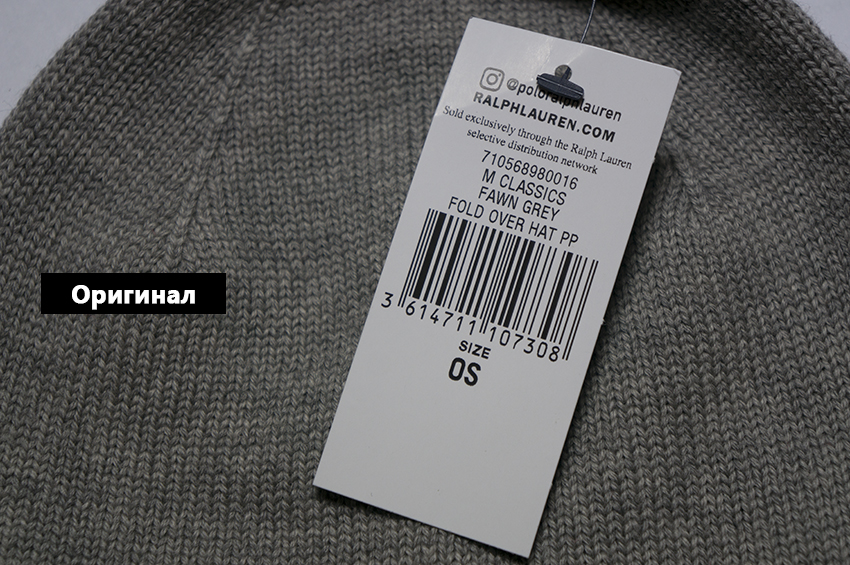 @poloralphlauren
RALPHLAUREN.COM
Sold exclusively through the Ralph Lauren
selective distribution network
710568980016
M CLASSICS
FAWN GREY
FOLD OVER HAT PP
3 614711 107308
SIZE
OS
Оригинал